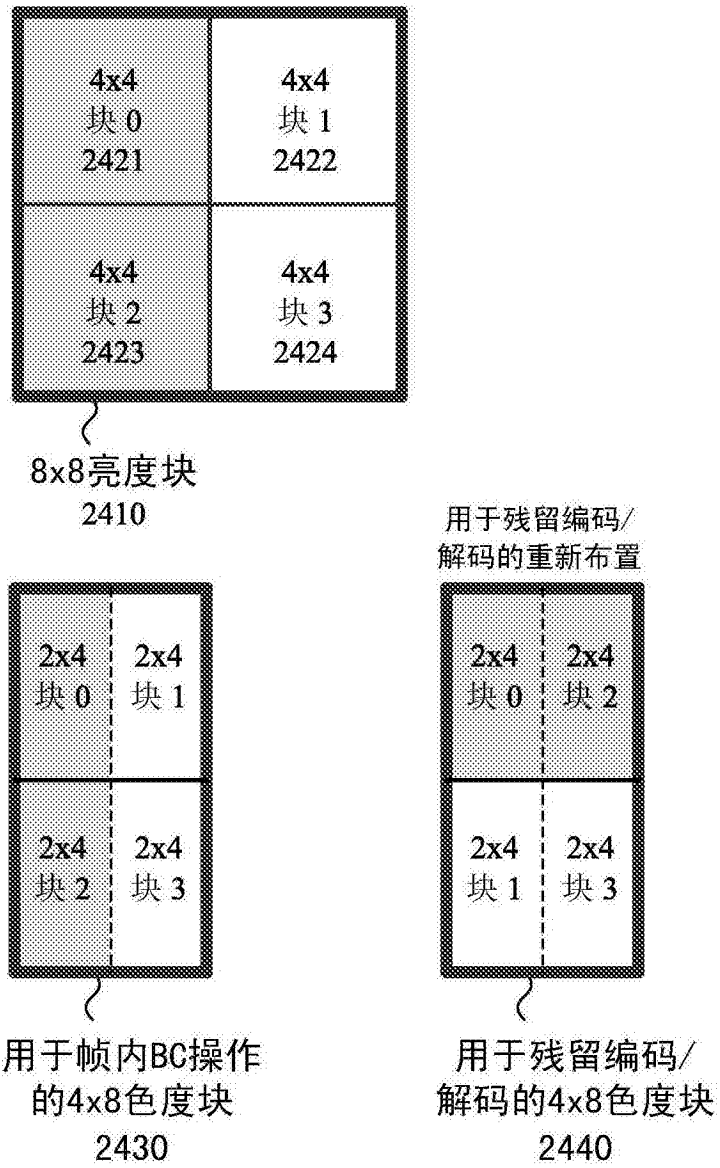 4x4
块 0
2421
4x4
块 1
2422
4x4
块 2
2423
4x4
块 3
2424
8x8亮度块
2410
用于残留编码/
解码的重新布置
2x4
块 0
2x4
块 1
2x4
块 2
2x4
块 3
2x4
块 0
2x4
块 2
2x4
块 1
2x4
块 3
用于帧内BC操作
的4x8色度块
2430
用于残留编码/
解码的4x8色度块
2440